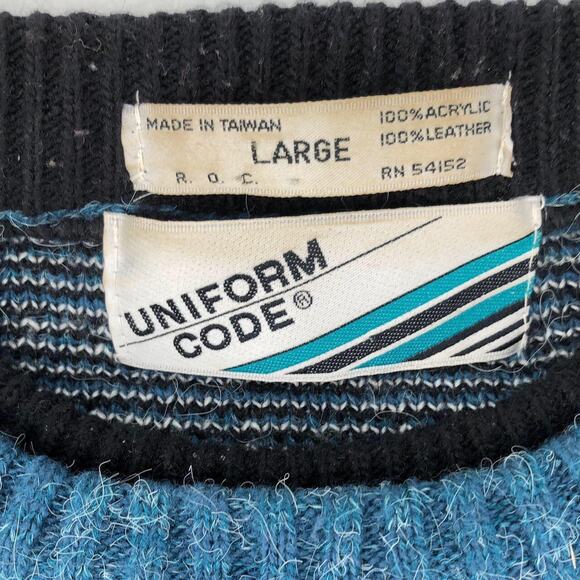 MADE IN TAIWAN
R. O. C.
LARGE
100% ACRYLIC
100% LEATHER
RN 54152
UNIFORM
CODE®